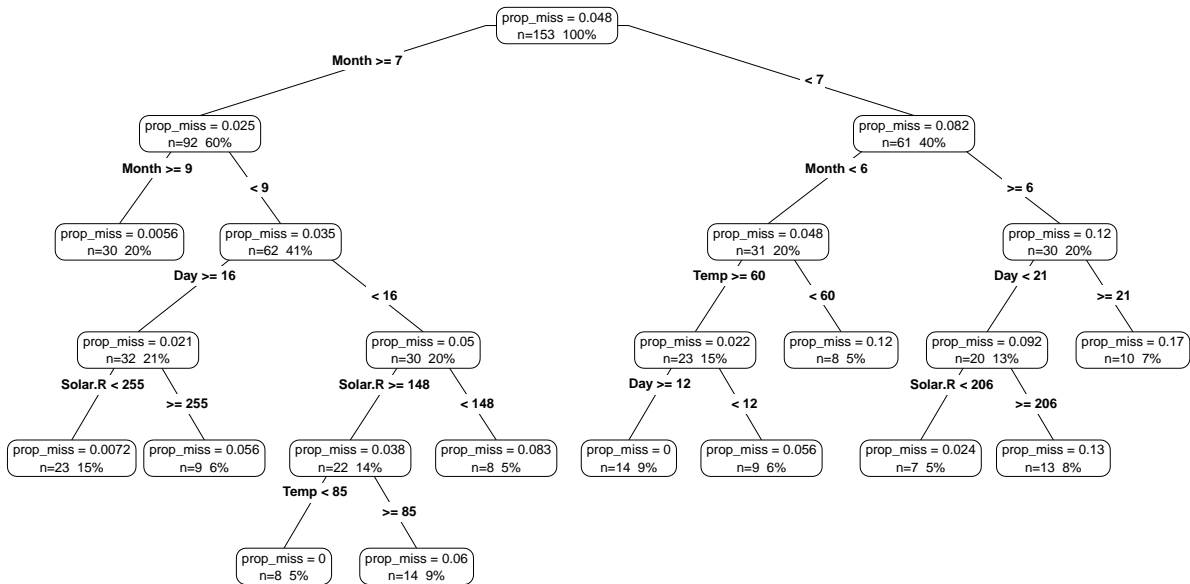 prop_miss = 0.048
n=153 100%
Month >= 7
< 7
prop_miss = 0.025
n=92 60%
prop_miss = 0.082
n=61 40%
Month >= 9
< 9
Month < 6
>= 6
prop_miss = 0.0056
n=30 20%
prop_miss = 0.035
n=62 41%
prop_miss = 0.048
n=31 20%
prop_miss = 0.12
n=30 20%
Day >= 16
< 16
Temp >= 60
< 60
Day < 21
>= 21
prop_miss = 0.021
n=32 21%
prop_miss = 0.05
n=30 20%
prop_miss = 0.022
n=23 15%
prop_miss = 0.12
n=8 5%
prop_miss = 0.092
n=20 13%
prop_miss = 0.17
n=10 7%
Solar.R < 255
>= 255
Solar.R >= 148
< 148
Day >= 12
< 12
Solar.R < 206
>= 206
prop_miss = 0.0072
n=23 15%
prop_miss = 0.056
n=9 6%
prop_miss = 0.038
n=22 14%
prop_miss = 0.083
n=8 5%
prop_miss = 0
n=14 9%
prop_miss = 0.056
n=9 6%
prop_miss = 0.024
n=7 5%
prop_miss = 0.13
n=13 8%
Temp < 85
>= 85
prop_miss = 0
n=8 5%
prop_miss = 0.06
n=14 9%